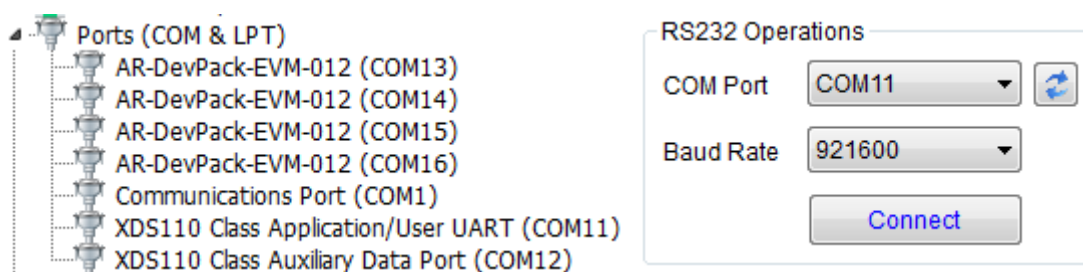 Ports (COM & LPT)
AR-DevPack-EVM-012 (COM13)
AR-DevPack-EVM-012 (COM14)
AR-DevPack-EVM-012 (COM15)
AR-DevPack-EVM-012 (COM16)
Communications Port (COM1)
XDS110 Class Application/User UART (COM11)
XDS110 Class Auxiliary Data Port (COM12)
RS232 Operations
COM Port COM11
Baud Rate 921600
Connect